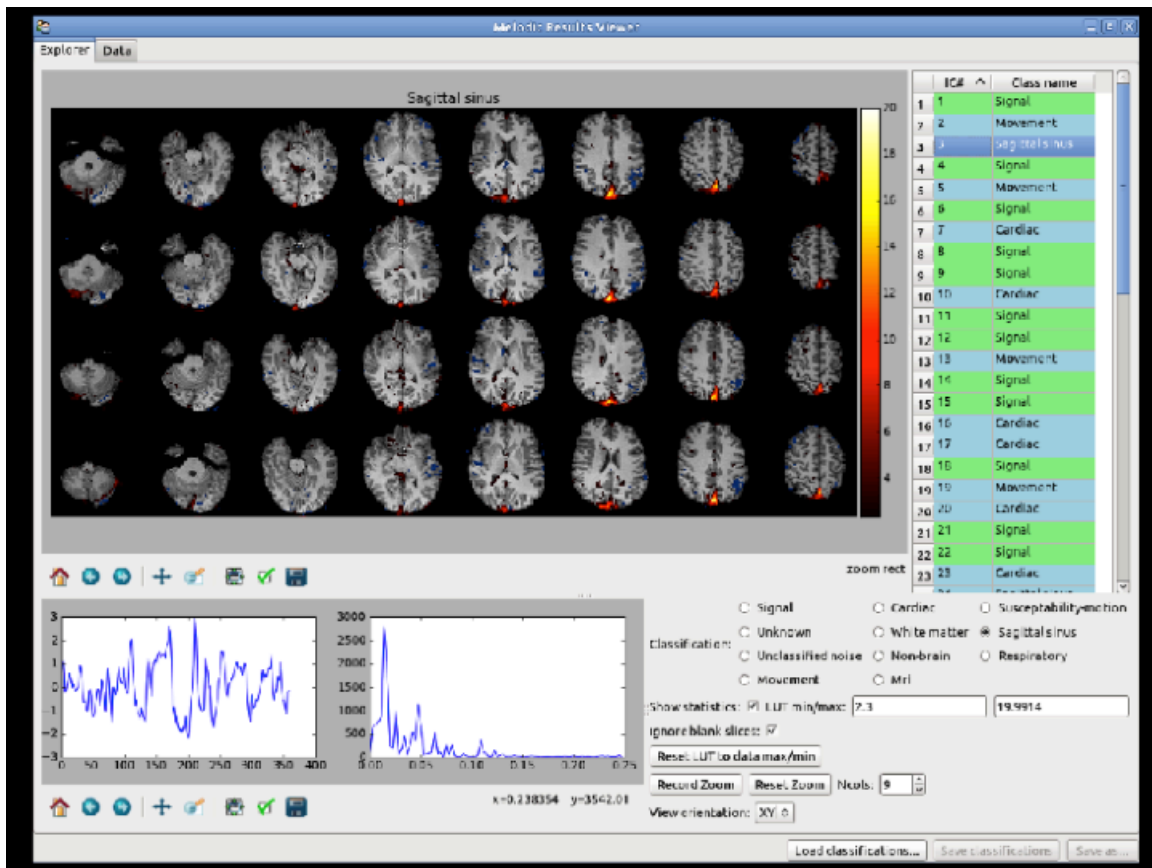 Melodic Results Viewer
Explorer Data
Sagittal sinus
20
18
16
14
12
10
8
6
4
IC# Class name
1 1 Signal
2 2 Movement
3 3 Sagittal sinus
4 4 Signal
5 5 Movement
6 6 Signal
7 7 Cardiac
8 8 Signal
9 9 Signal
10 10 Cardiac
11 11 Signal
12 12 Signal
13 13 Movement
14 14 Signal
15 15 Signal
16 16 Cardiac
17 17 Cardiac
18 18 Signal
19 19 Movement
20 20 Cardiac
21 21 Signal
22 22 Signal
23 23 Cardiac
zoom rect
3
2
1
0
−1
−2
−3
0 50 100 150 200 250 300 350 400
3000
2500
2000
1500
1000
500
0
0.00 0.05 0.10 0.15 0.20 0.25
x=0.238354 y=3542.01
Classification:
Signal Cardiac Susceptability-motion
Unknown White matter Sagittal sinus
Unclassified noise Non-brain Respiratory
Movement Mri
Show statistics: LUT min/max: 2.3 19.9914
Ignore blank slices:
Reset LUT to data max/min
Record Zoom Reset Zoom Ncols: 9
View orientation: XY
Load classifications... Save classifications Save as...